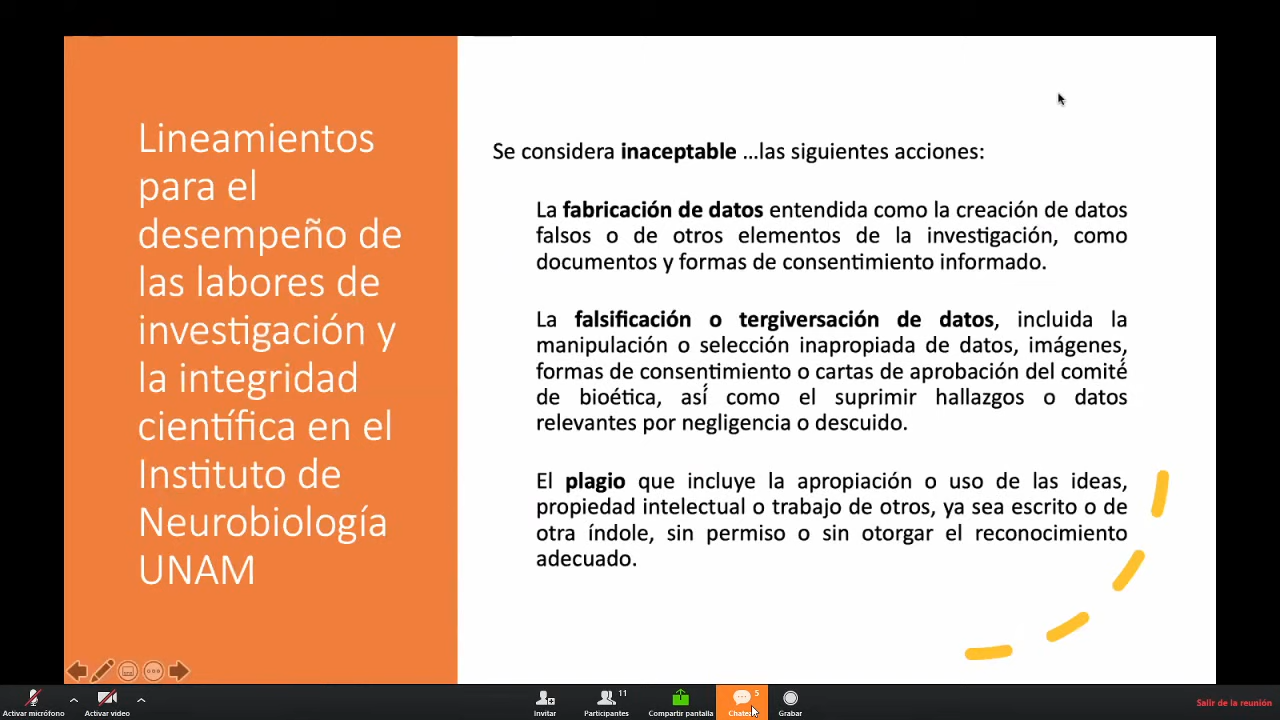 Lineamientos
para el
desempeño de
las labores de
investigación y
la integridad
científica en el
Instituto de
Neurobiología
UNAM
Se considera inaceptable ...las siguientes acciones:
La fabricación de datos entendida como la creación de datos
falsos o de otros elementos de la investigación, como
documentos y formas de consentimiento informado.
La falsificación o tergiversación de datos, incluida la
manipulación o selección inapropiada de datos, imágenes,
formas de consentimiento o cartas de aprobación del comité
de bioética, así como el suprimir hallazgos o datos
relevantes por negligencia o descuido.
El plagio que incluye la apropiación o uso de las ideas,
propiedad intelectual o trabajo de otros, ya sea escrito o de
otra índole, sin permiso o sin otorgar el reconocimiento
adecuado.
Activar micrófono
Activar video
Invitar
11
Participantes
Compartir pantalla
5
Grabar
Salir de la reunión